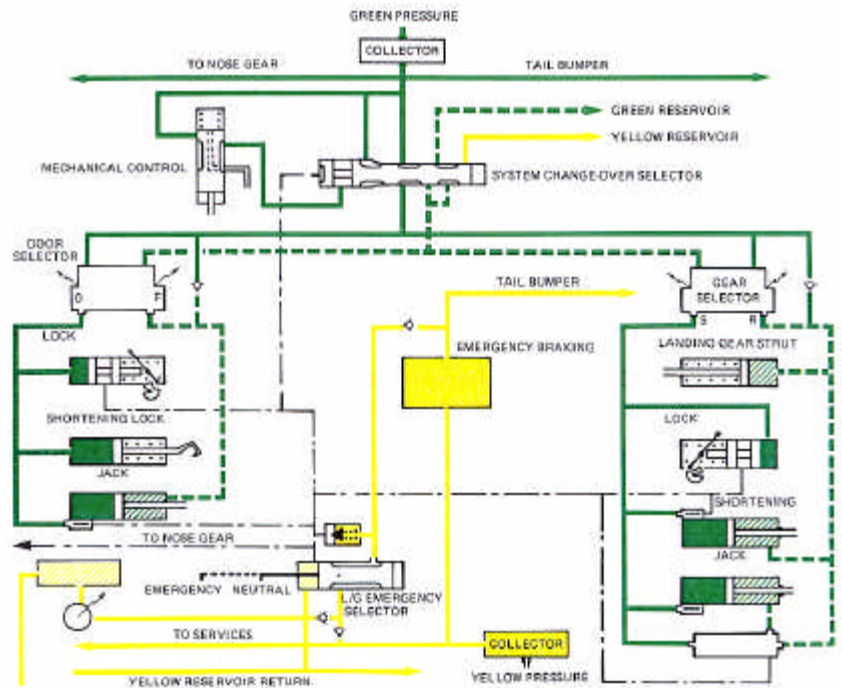 GREEN PRESSURE
COLLECTOR
TO NOSE GEAR
TAIL BUMPER
GREEN RESERVOIR
YELLOW RESERVOIR
MECHANICAL CONTROL
SYSTEM CHANGE-OVER SELECTOR
DOOR
SELECTOR
O F
GEAR
SELECTOR
S R
TAIL BUMPER
LOCK
EMERGENCY BRAKING
LANDING GEAR STRUT
SHORTENING LOCK
LOCK
JACK
SHORTENING
JACK
TO NOSE GEAR
EMERGENCY NEUTRAL
L/G EMERGENCY
SELECTOR
TO SERVICES
COLLECTOR
YELLOW RESERVOIR RETURN
YELLOW PRESSURE